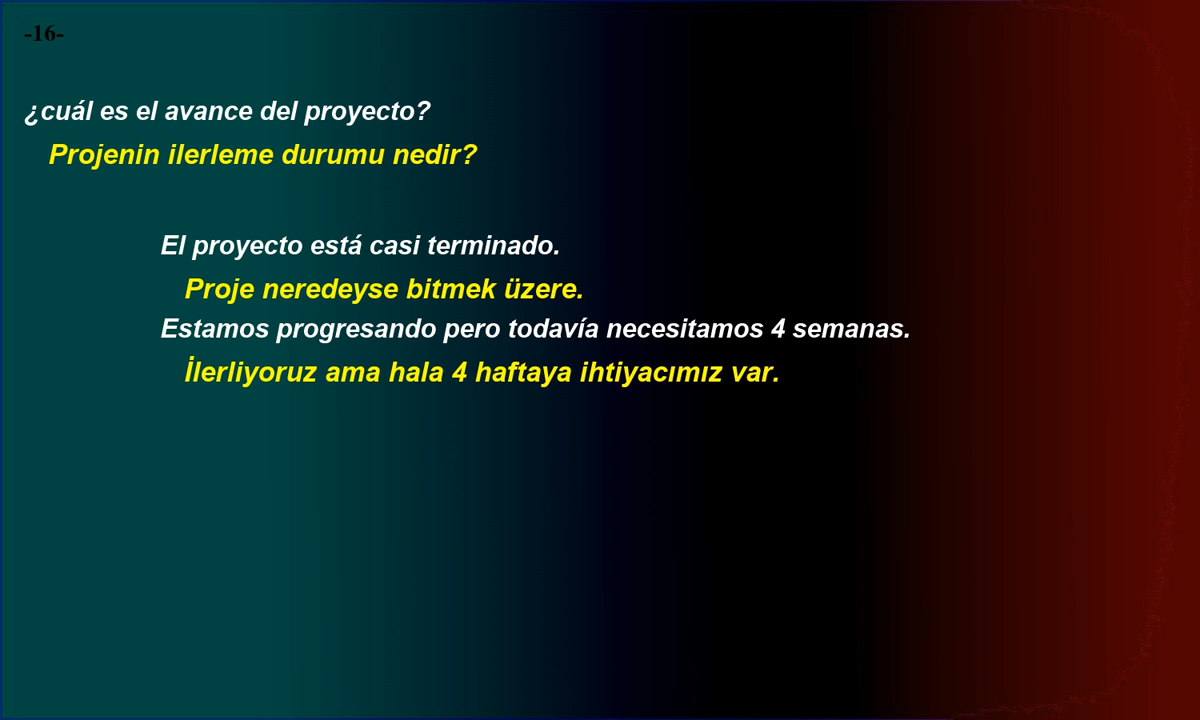 -16-
¿cuál es el avance del proyecto?
Projenin ilerleme durumu nedir?
El proyecto está casi terminado.
Proje neredeyse bitmek üzere.
Estamos progresando pero todavía necesitamos 4 semanas.
İlerliyoruz ama hala 4 haftaya ihtiyacımız var.